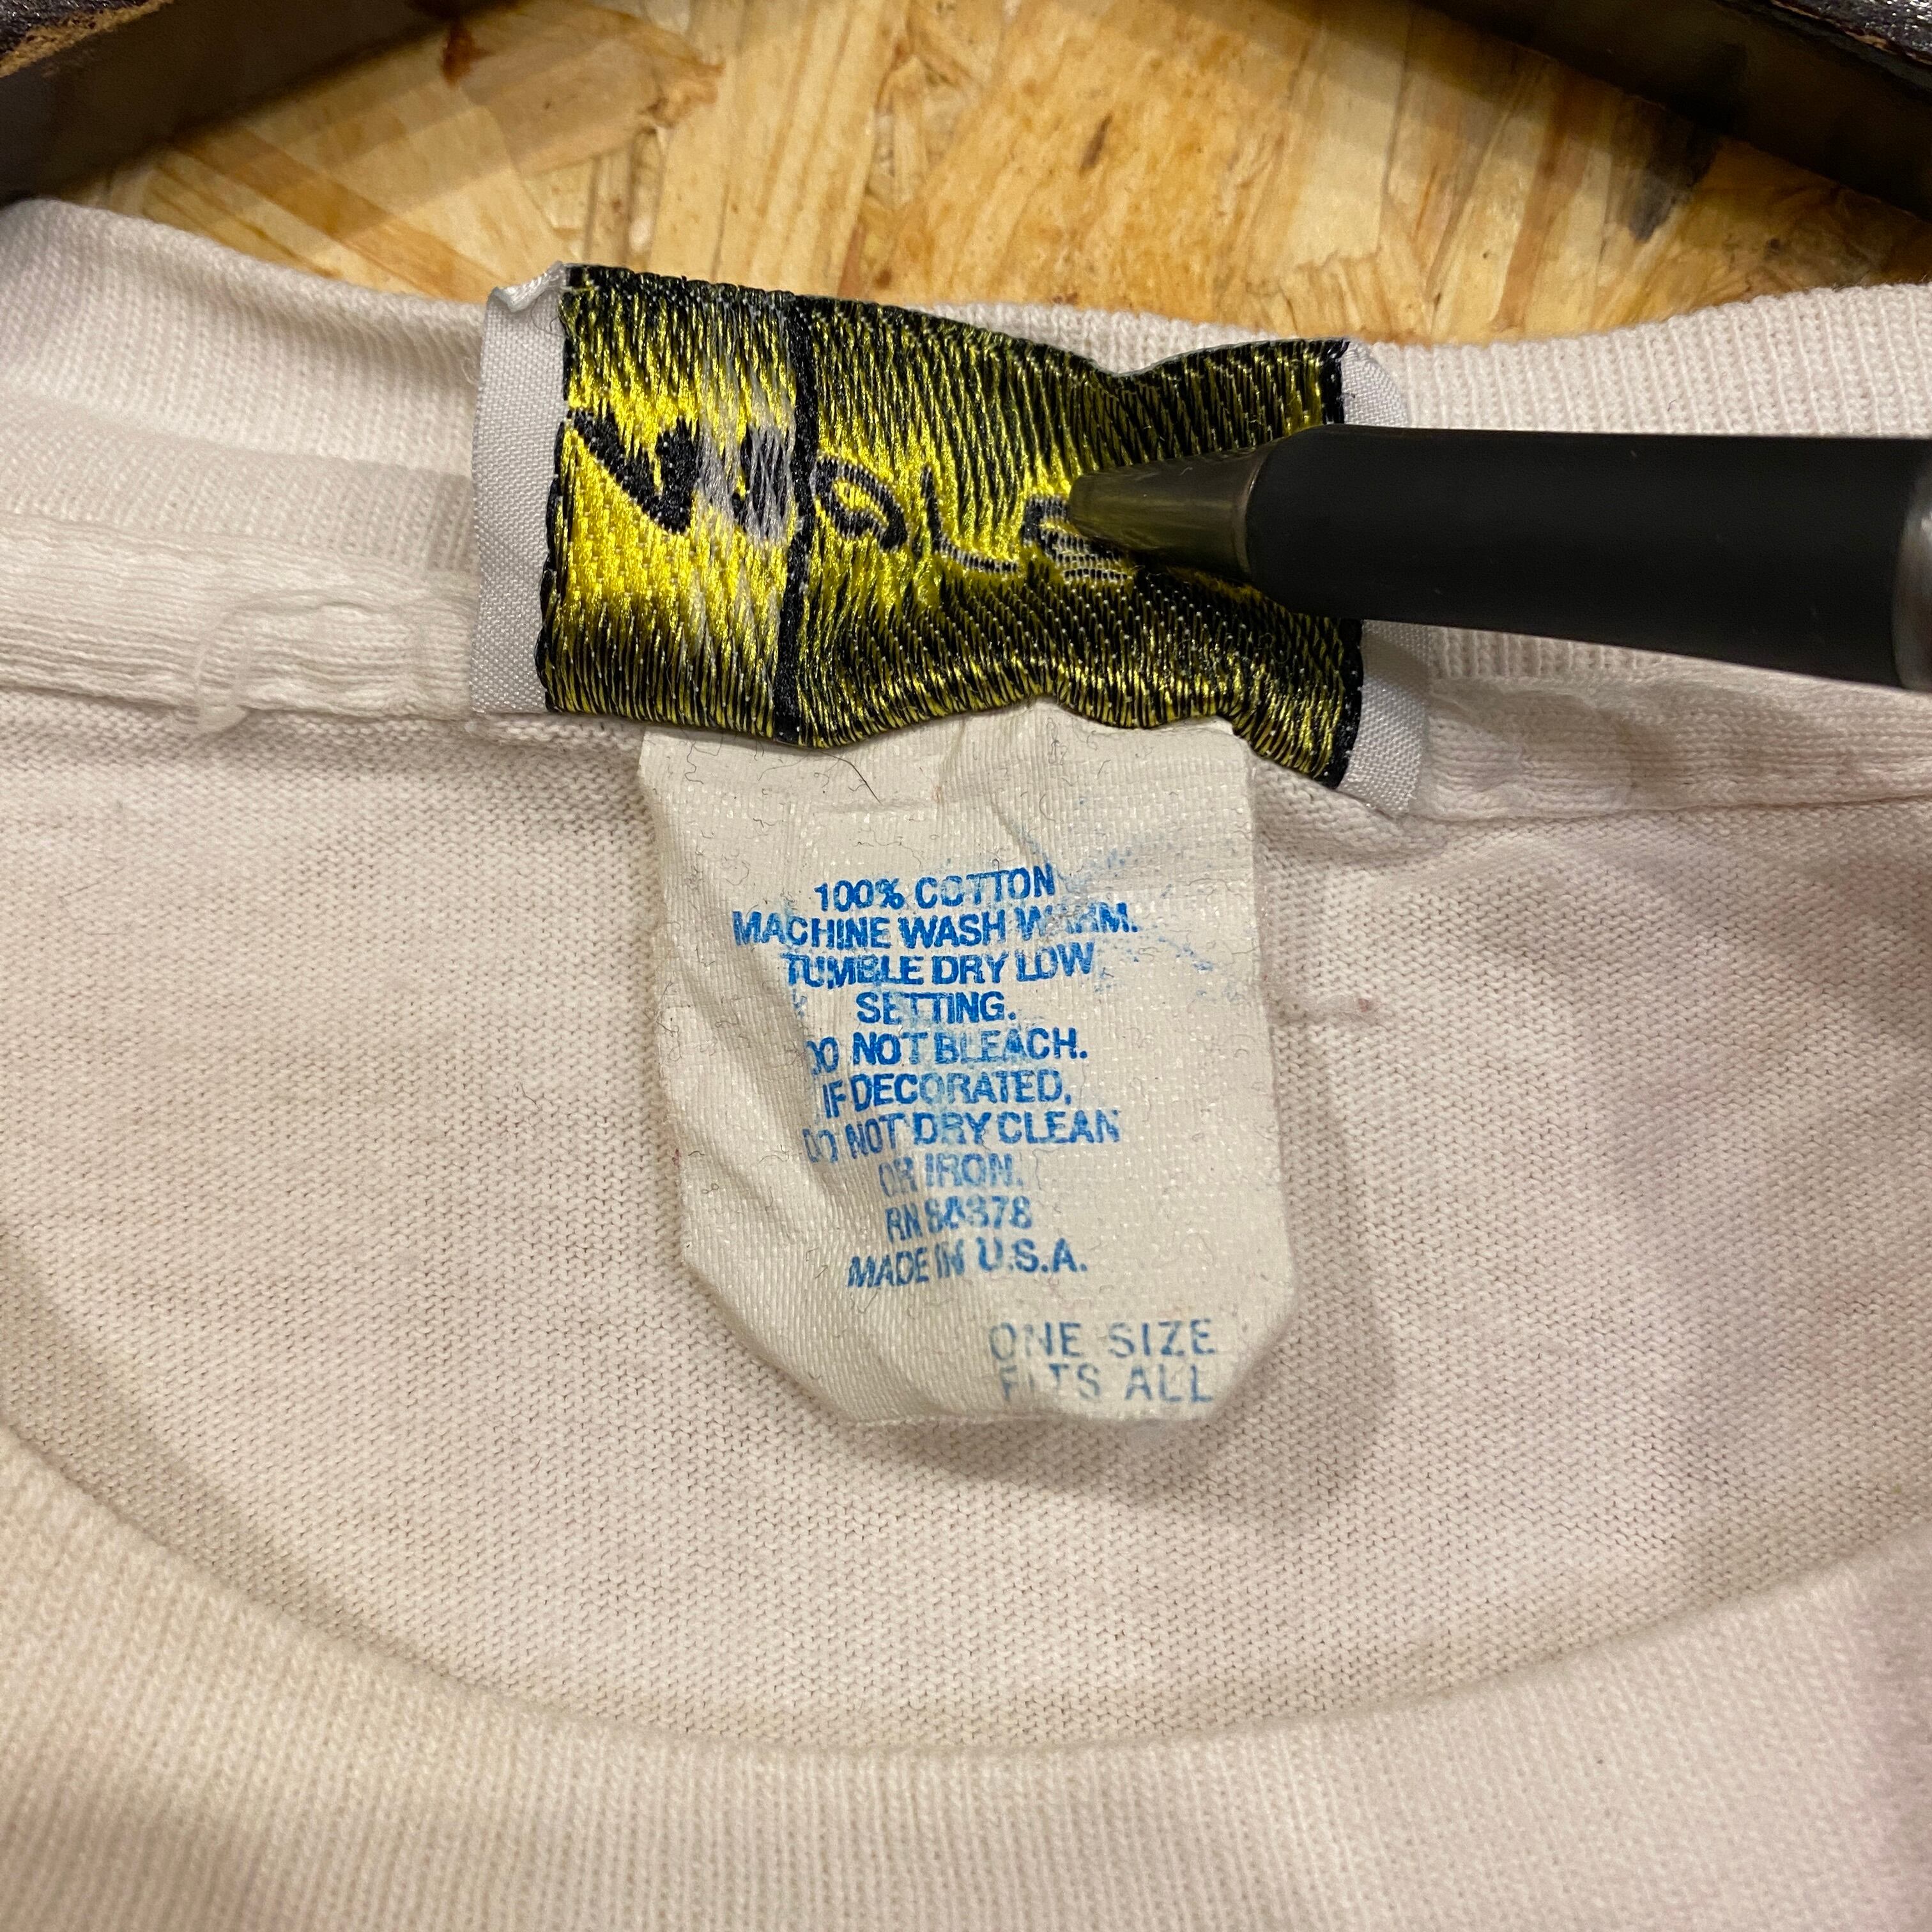 100% COTTON
MACHINE WASH WARM.
TUMBLE DRY LOW
SETTING.
DO NOT BLEACH.
IF DECORATED,
DO NOT DRY CLEAN
OR IRON.
RN
MADE IN U.S.A.
ONE SIZE
FITS ALL